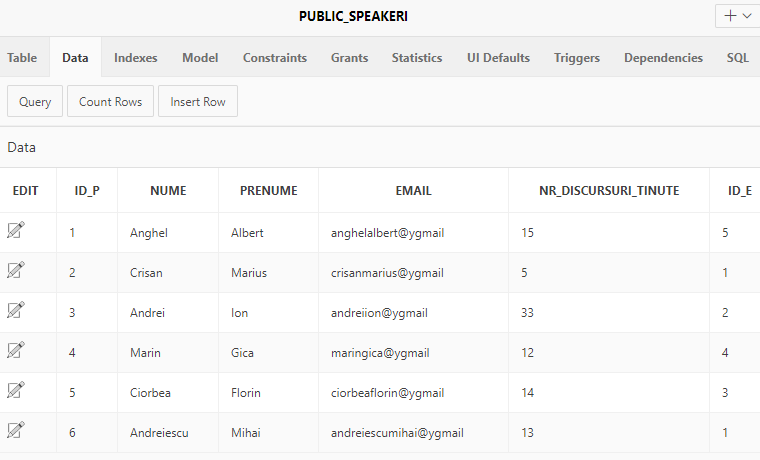 PUBLIC_SPEAKERI
Table Data Indexes Model Constraints Grants Statistics UI Defaults Triggers Dependencies SQL
Query Count Rows Insert Row
Data
EDIT ID_P NUME PRENUME EMAIL NR_DISCURSURI_TINUTE ID_E
1 Anghel Albert anghelalbert@ygmail 15 5
2 Crisan Marius crisanmarius@ygmail 5 1
3 Andrei Ion andreiion@ygmail 33 2
4 Marin Gica maringica@ygmail 12 4
5 Ciorbea Florin ciorbeaflorin@ygmail 14 3
6 Andreiescu Mihai andreiescumihai@ygmail 13 1